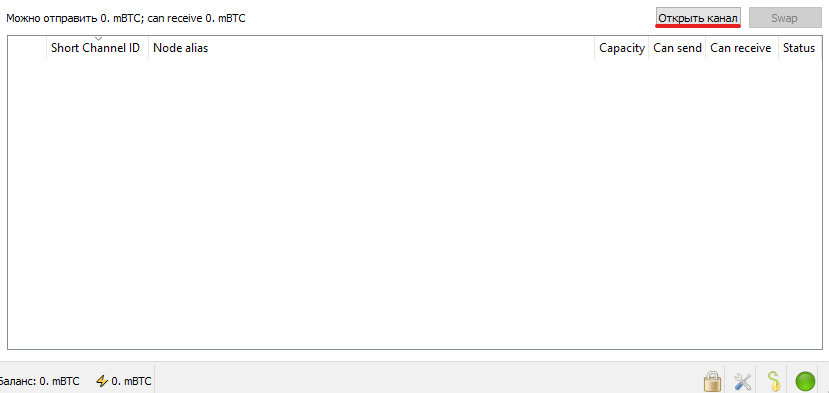 Можно отправить 0. mBTC; can receive 0. mBTC Открыть канал Swap
Short Channel ID Node alias Capacity Can send Can receive Status
Баланс: 0. mBTC 0. mBTC